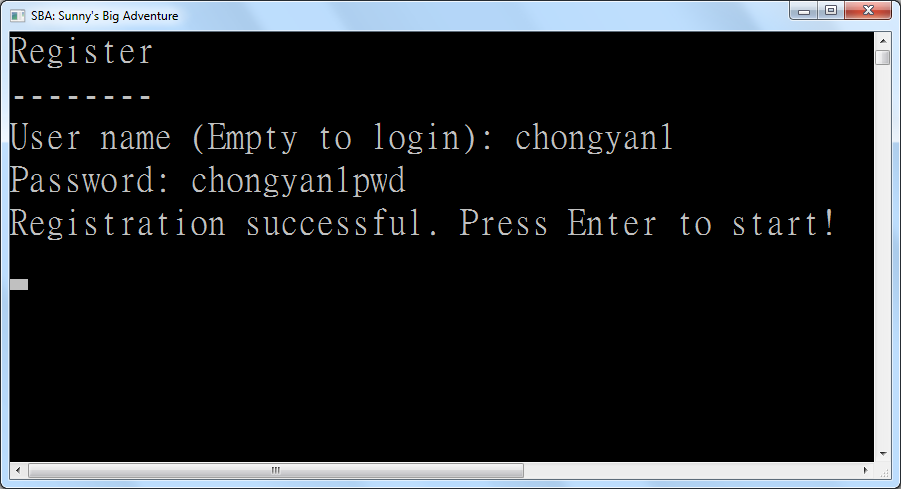 SBA: Sunny's Big Adventure
Register
--------
User name (Empty to login): chongyan1
Password: chongyan1pwd
Registration successful. Press Enter to start!